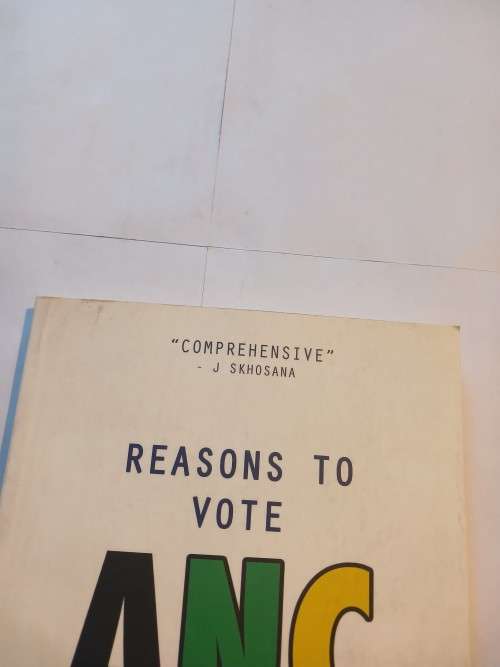 "COMPREHENSIVE"
- J SKHOSANA
REASONS TO
VOTE
ANC